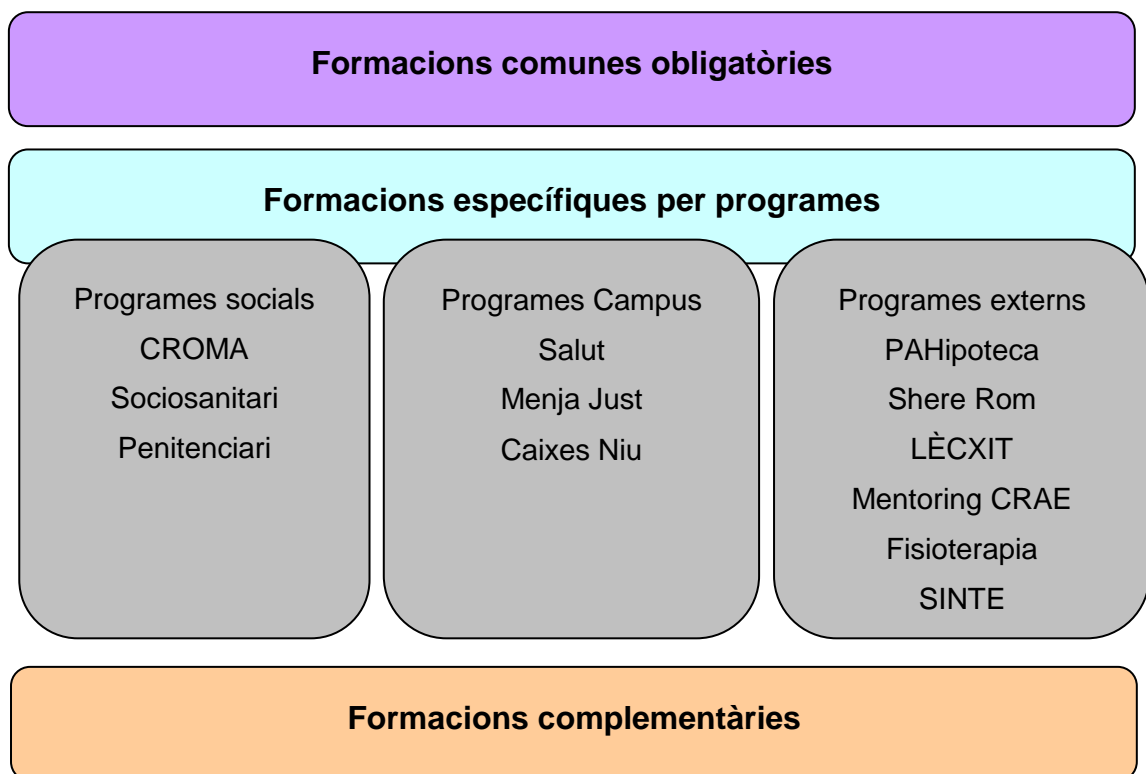 Formacions comunes obligatòries
Formacions específiques per programes
Programes socials
CROMA
Sociosanitari
Penitenciari
Programes Campus
Salut
Menja Just
Caixes Niu
Programes externs
PAHipoteca
Shere Rom
LÈCXIT
Mentoring CRAE
Fisioterapia
SINTE
Formacions complementàries